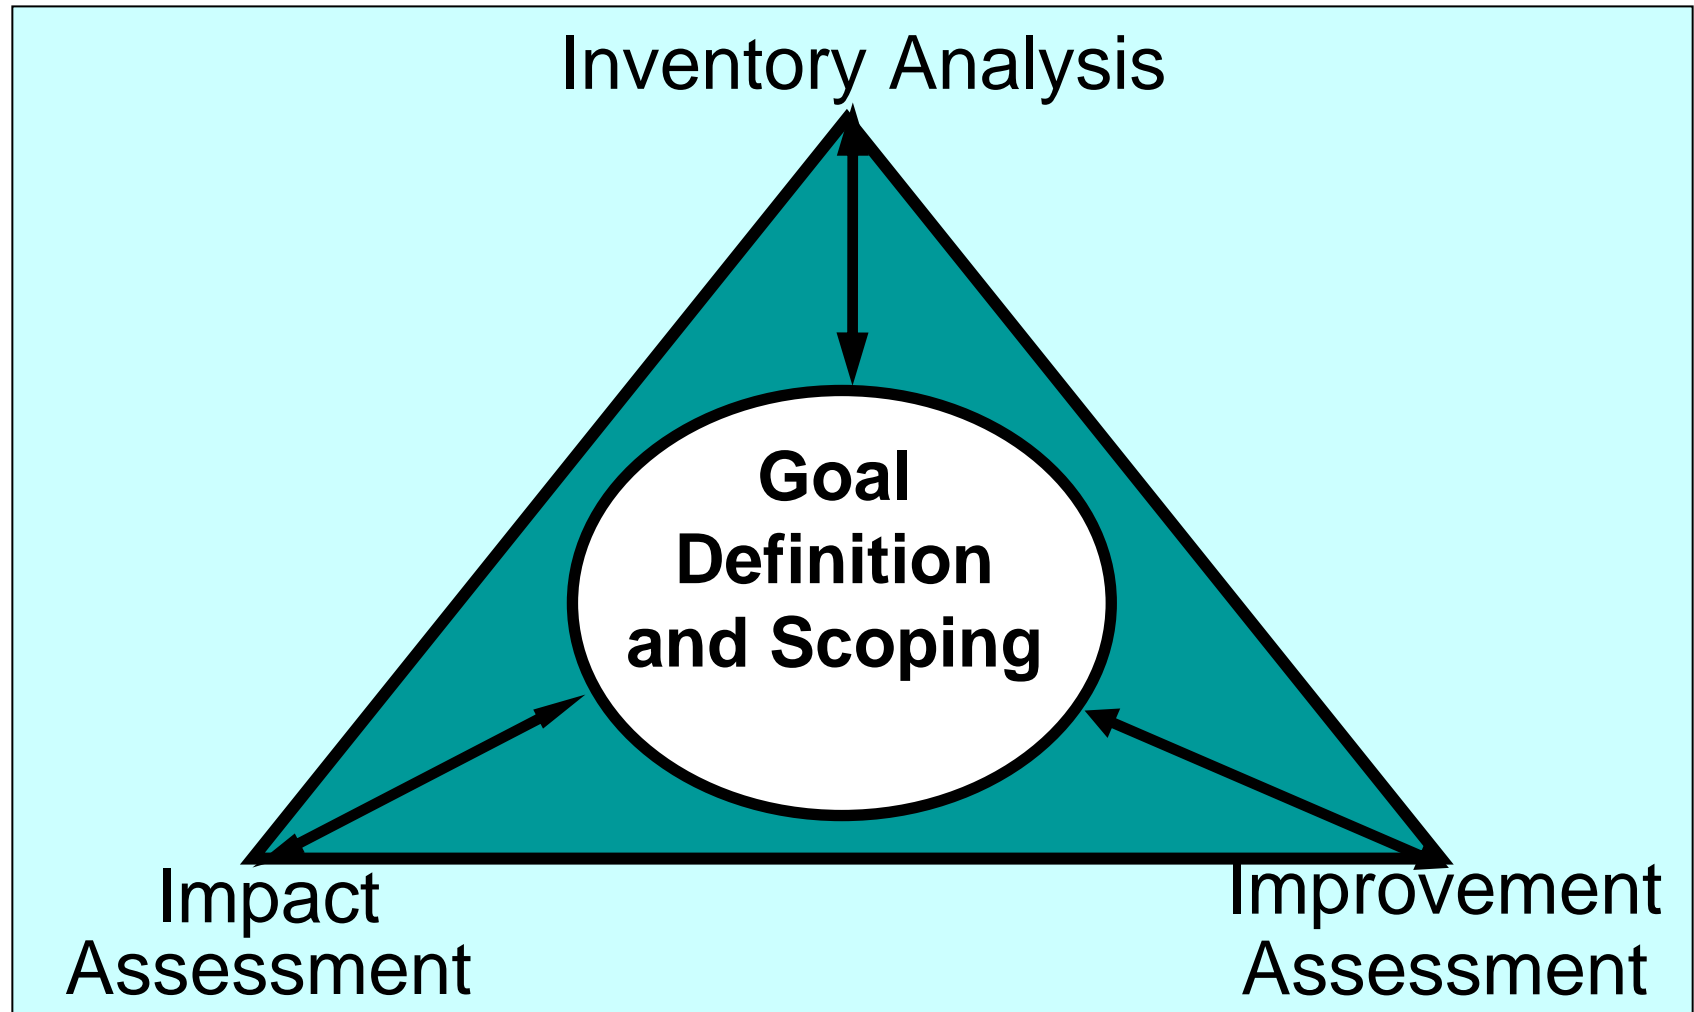 Inventory Analysis
Goal
Definition
and Scoping
Impact
Assessment
Improvement
Assessment